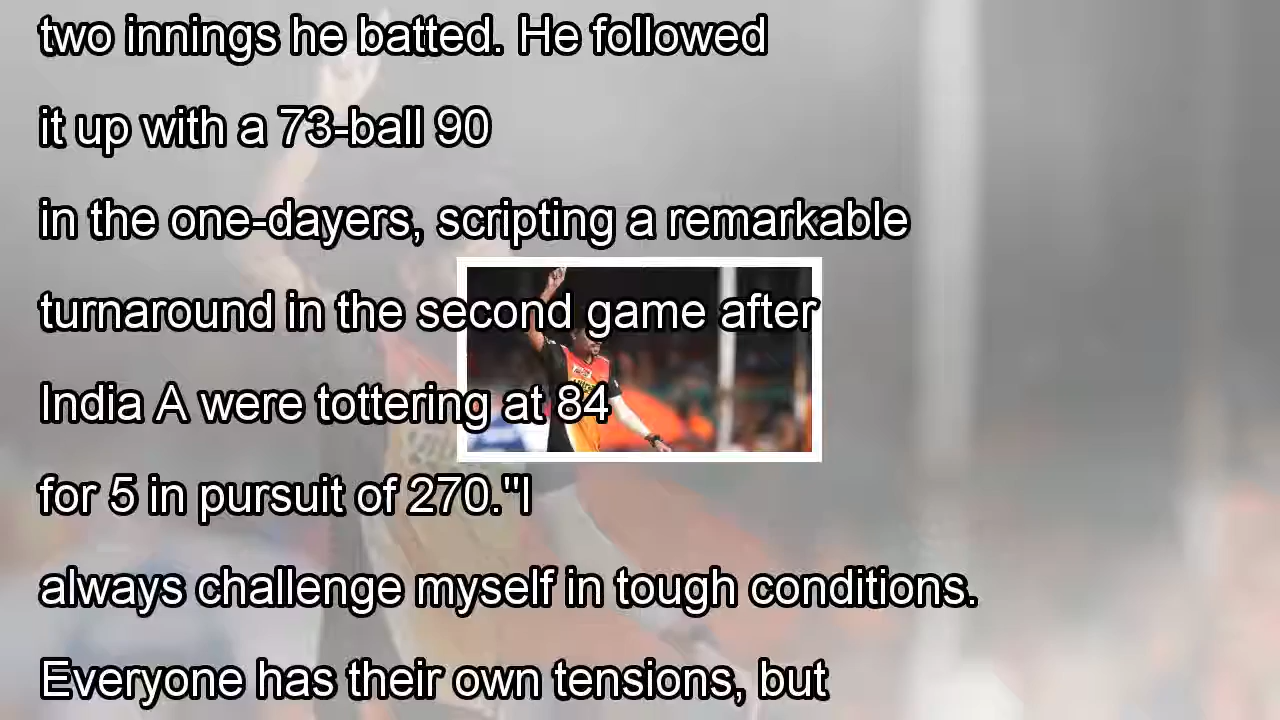 two innings he batted. He followed
it up with a 73-ball 90
in the one-dayers, scripting a remarkable
turnaround in the second game after
India A were tottering at 84
for 5 in pursuit of 270."I
always challenge myself in tough conditions.
Everyone has their own tensions, but